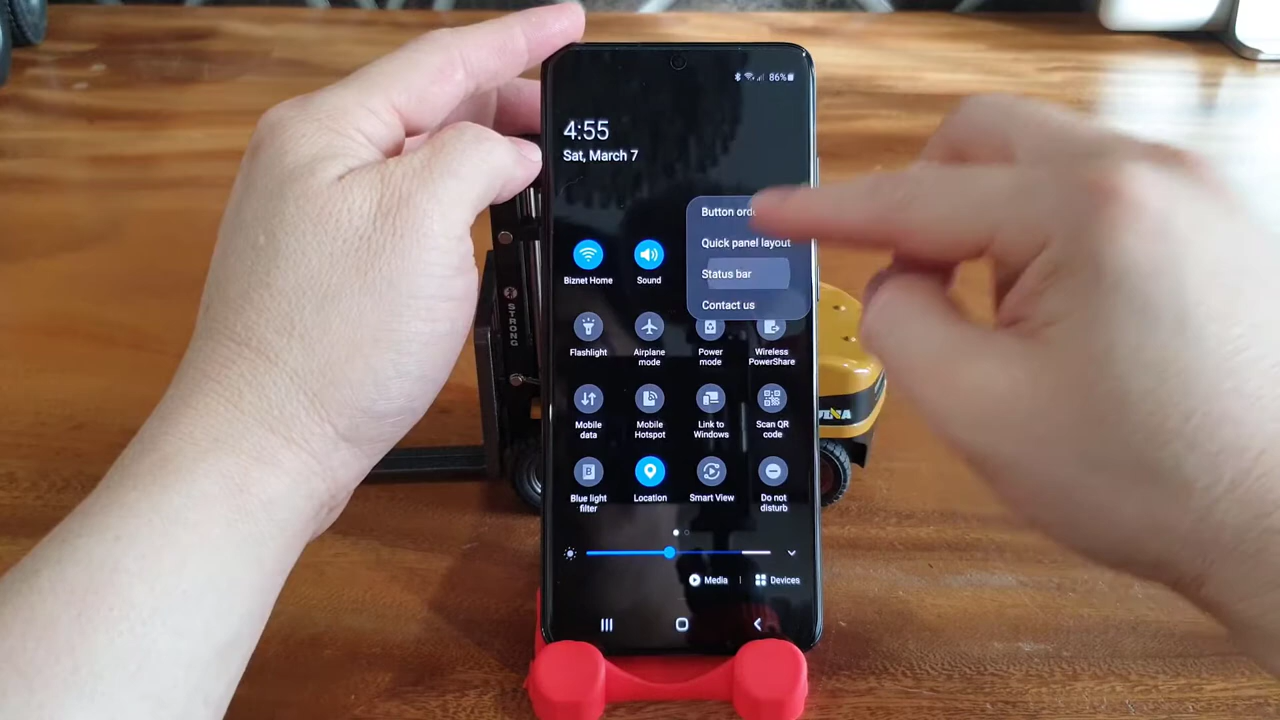 86%
4:55
Sat, March 7
Button
Quick panel layout
Status bar
Contact us
Biznet Home
Sound
STRONG
Flashlight
Airplane
mode
Power
mode
Wireless
PowerShare
Mobile
data
Mobile
Hotspot
Link to
Windows
Scan QR
code
B
Blue light
filter
Location
Smart View
Do not
disturb
Media
Devices